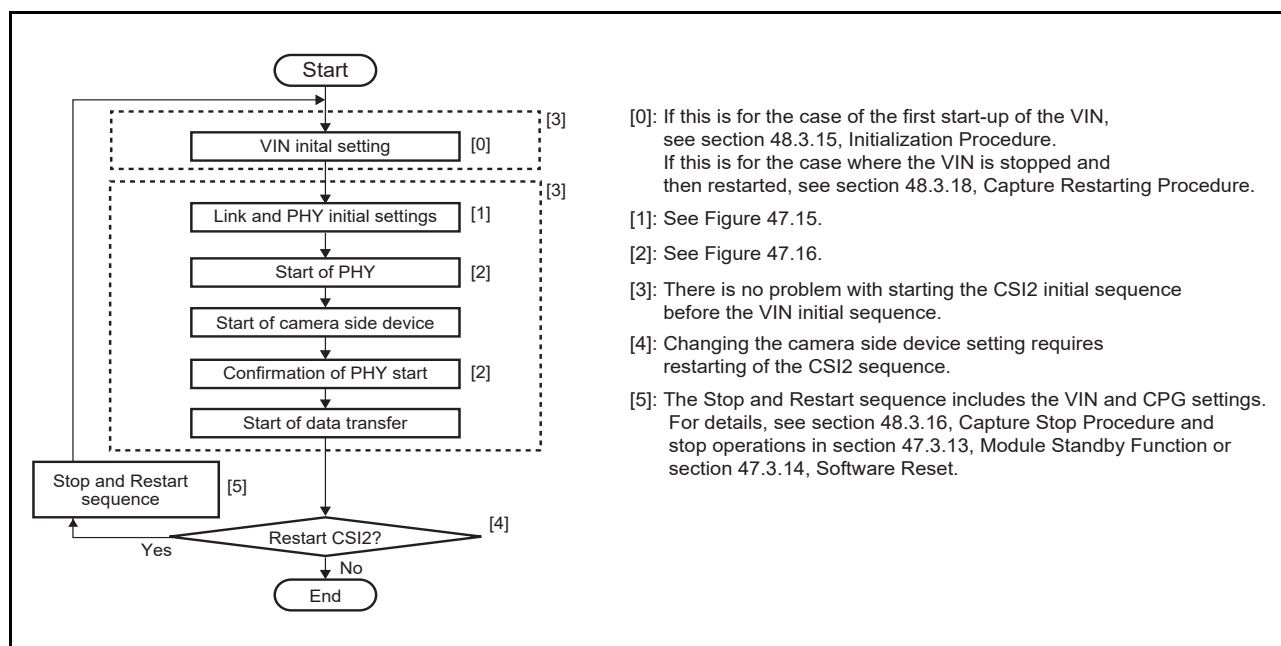 Start
[3]
VIN inital setting
[0]
[3]
Link and PHY initial settings
[1]
Start of PHY
[2]
Start of camera side device
Confirmation of PHY start
[2]
Start of data transfer
Stop and Restart
sequence
[5]
[4]
Restart CSI2?
Yes
No
End
[0]: If this is for the case of the first start-up of the VIN,
see section 48.3.15, Initialization Procedure.
If this is for the case where the VIN is stopped and
then restarted, see section 48.3.18, Capture Restarting Procedure.
[1]: See Figure 47.15.
[2]: See Figure 47.16.
[3]: There is no problem with starting the CSI2 initial sequence
before the VIN initial sequence.
[4]: Changing the camera side device setting requires
restarting of the CSI2 sequence.
[5]: The Stop and Restart sequence includes the VIN and CPG settings.
For details, see section 48.3.16, Capture Stop Procedure and
stop operations in section 47.3.13, Module Standby Function or
section 47.3.14, Software Reset.